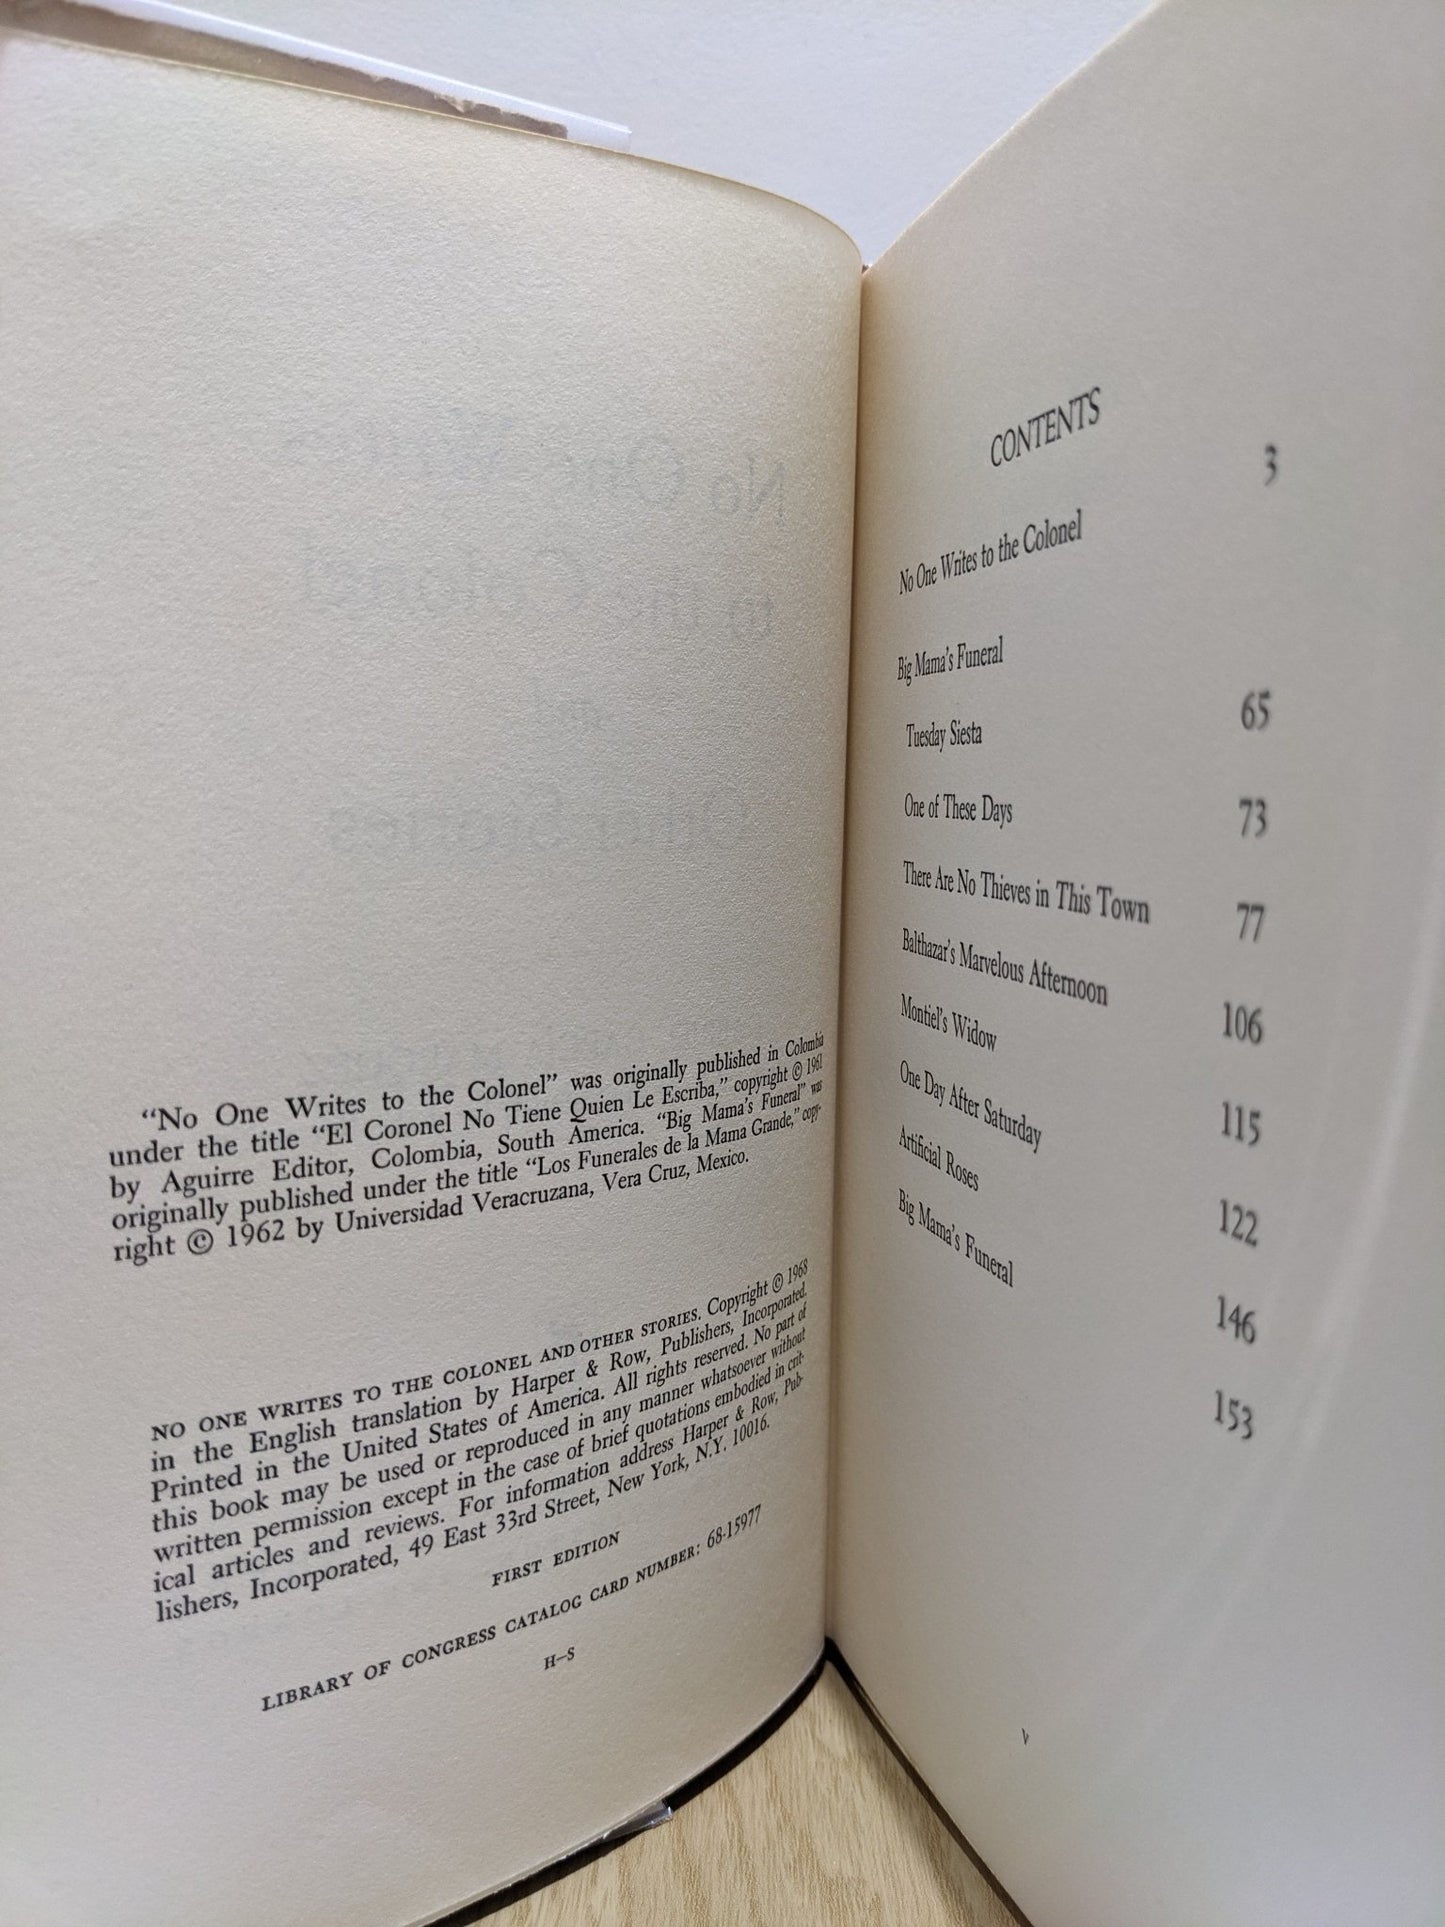 "No One Writes to the Colonel" was originally published in Colombia
under the title "El Coronel No Tiene Quien Le Escriba," copyright © 1961
by Aguirre Editor, Colombia, South America. "Big Mama's Funeral" was
originally published under the title "Los Funerales de la Mama Grande," copy-
right © 1962 by Universidad Veracruzana, Vera Cruz, Mexico.
NO ONE WRITES TO THE COLONEL AND OTHER STORIES. Copyright © 1968
in the English translation by Harper & Row, Publishers, Incorporated.
Printed in the United States of America. All rights reserved. No part of
this book may be used or reproduced in any manner whatsoever without
written permission except in the case of brief quotations embodied in crit-
ical articles and reviews. For information address Harper & Row, Pub-
lishers, Incorporated, 49 East 33rd Street, New York, N.Y. 10016.
FIRST EDITION
LIBRARY OF CONGRESS CATALOG CARD NUMBER: 68-15977
H–S
CONTENTS
No One Writes to the Colonel 3
Big Mama's Funeral
Tuesday Siesta 65
One of These Days 73
There Are No Thieves in This Town 77
Balthazar's Marvelous Afternoon 106
Montiel's Widow 115
One Day After Saturday 122
Artificial Roses 146
Big Mama's Funeral 153
v